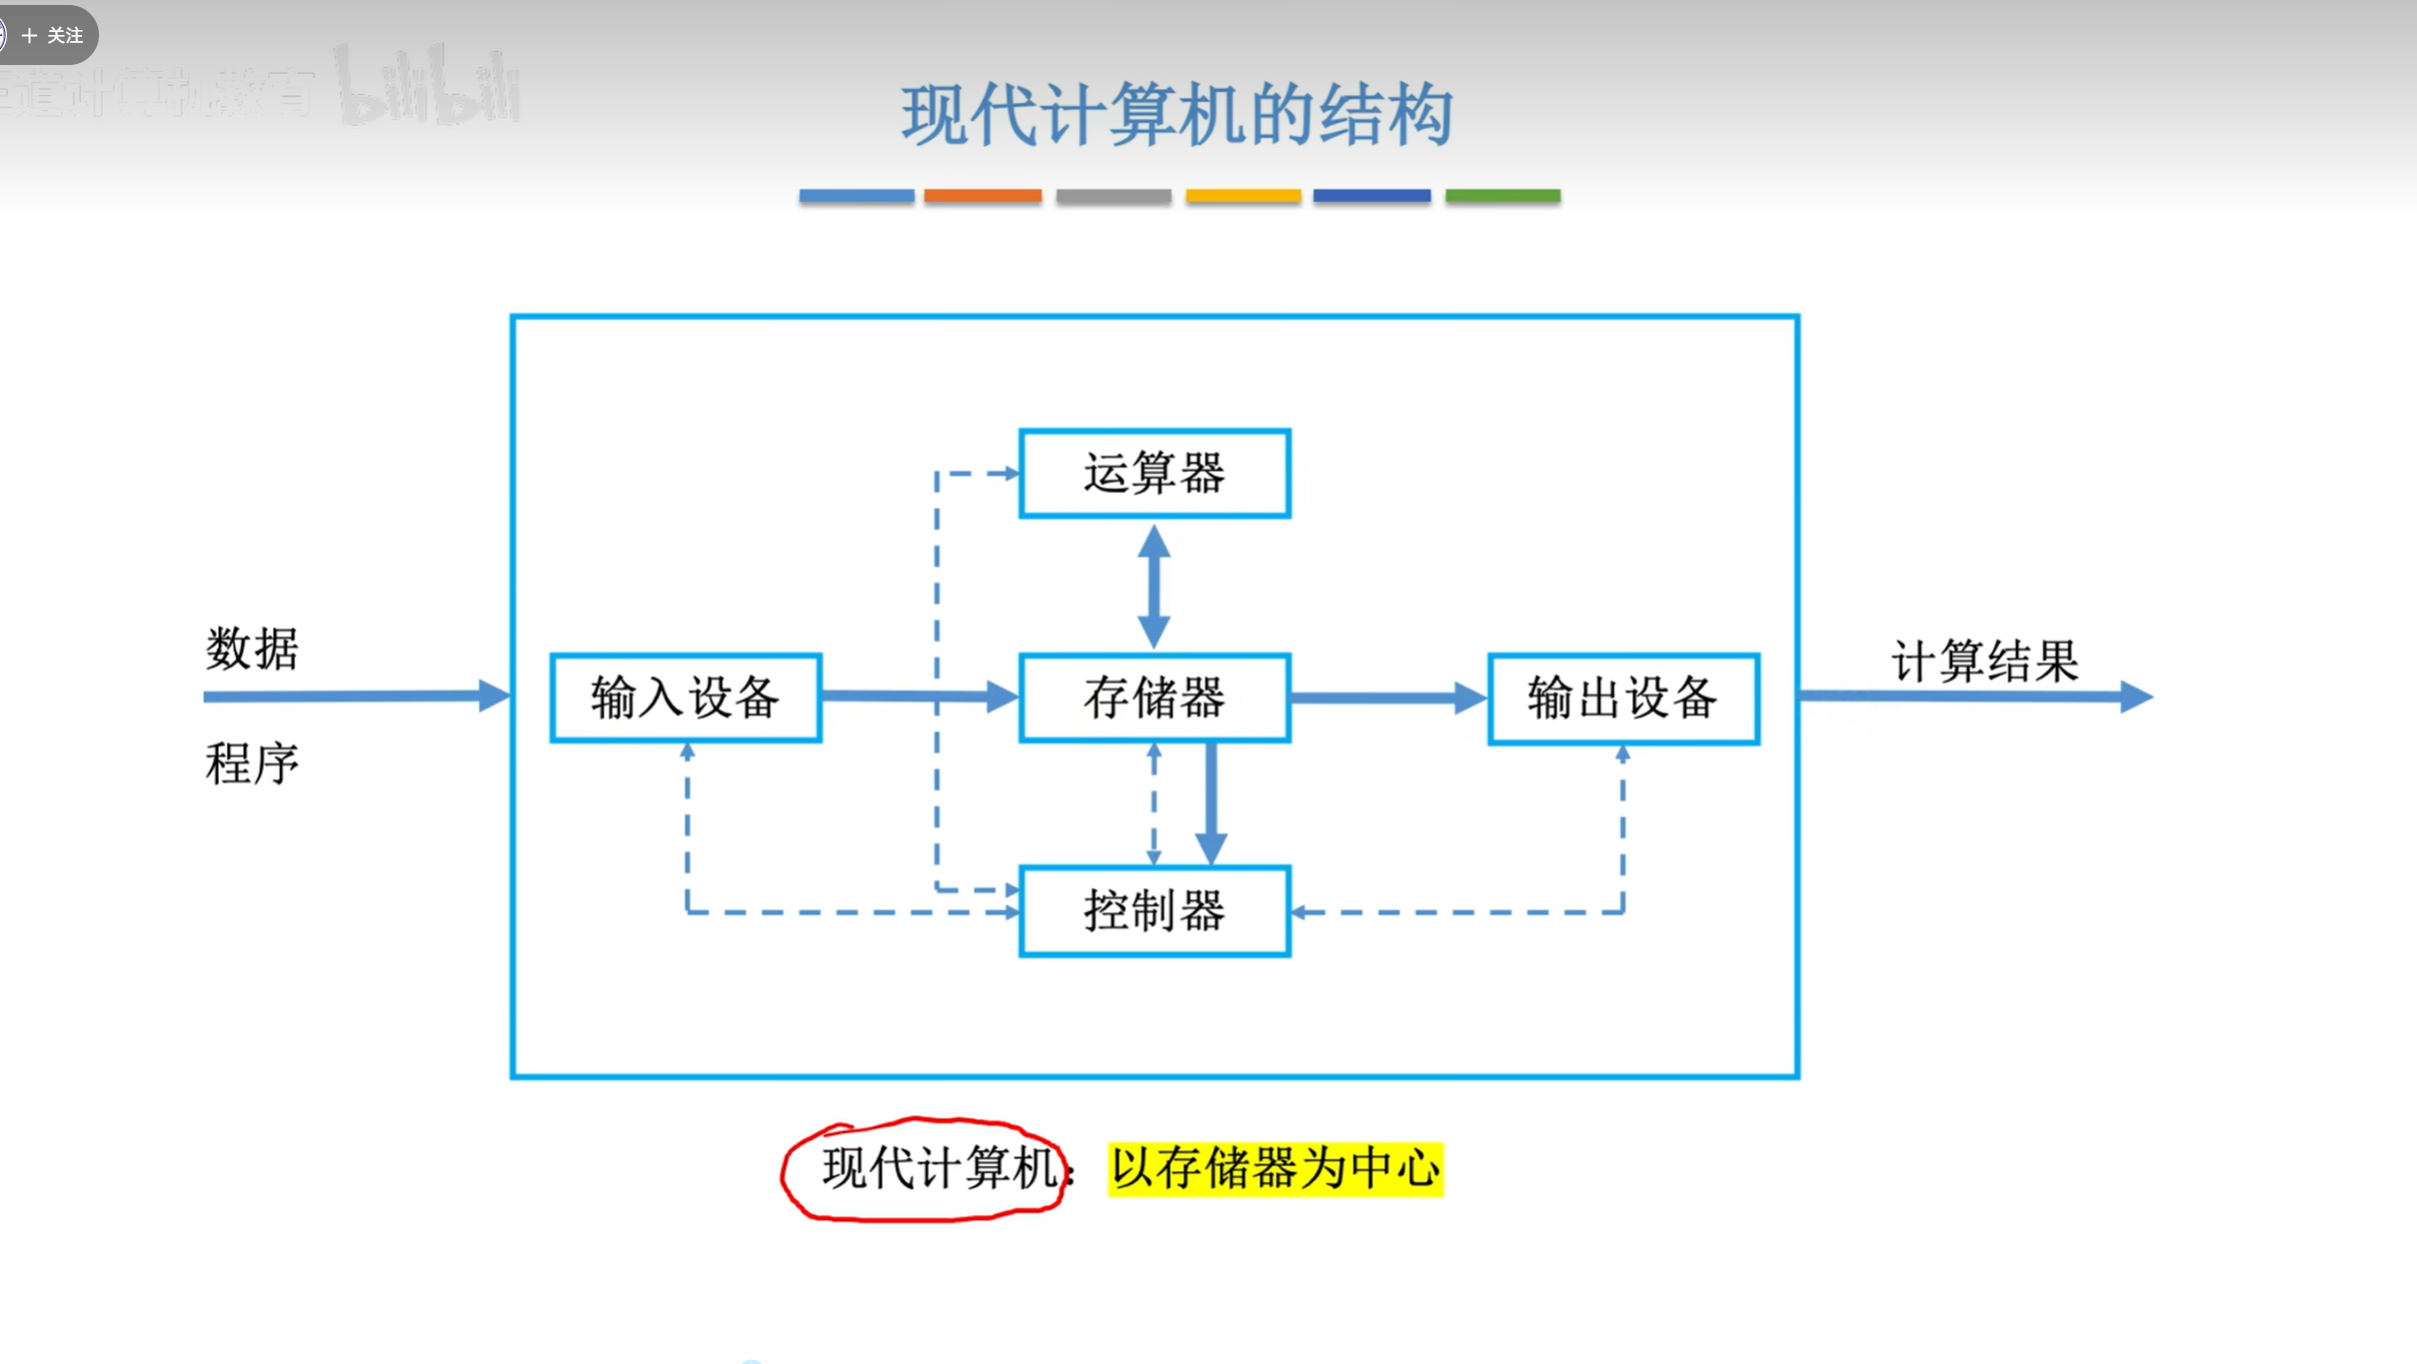 + 关注
道计算机教育 bilibili
现代计算机的结构
运算器
数据
程序
输入设备
存储器
输出设备
计算结果
控制器
现代计算机: 以存储器为中心